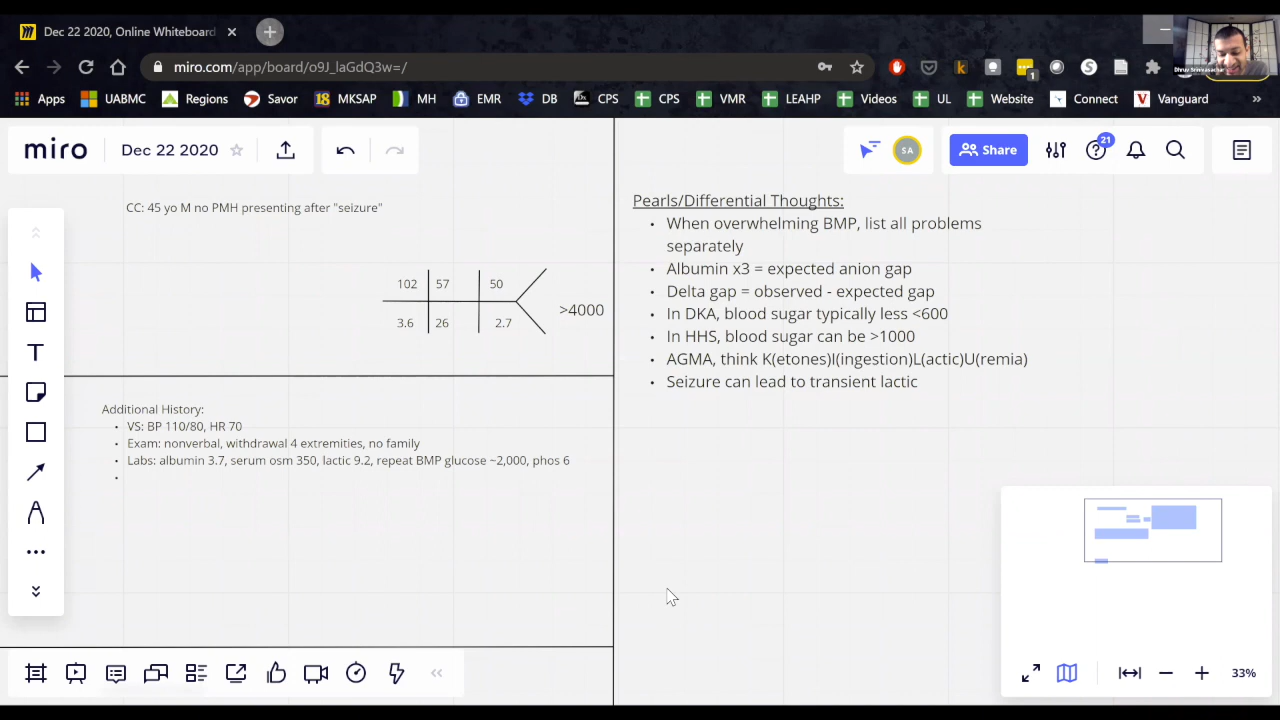 Dec 22 2020, Online Whiteboard
miro.com/app/board/o9J_laGdQ3w=/
1
Apps UABMC Regions Savor 18 MKSAP MH EMR DB CPS CPS VMR LEAHP Videos UL Website Connect Vanguard »
miro Dec 22 2020
SA Share 21
CC: 45 yo M no PMH presenting after "seizure"
102 57 50
>4000
3.6 26 2.7
Additional History:
• VS: BP 110/80, HR 70
• Exam: nonverbal, withdrawal 4 extremities, no family
• Labs: albumin 3.7, serum osm 350, lactic 9.2, repeat BMP glucose ~2,000, phos 6
•
Pearls/Differential Thoughts:
• When overwhelming BMP, list all problems
separately
• Albumin x3 = expected anion gap
• Delta gap = observed - expected gap
• In DKA, blood sugar typically less <600
• In HHS, blood sugar can be >1000
• AGMA, think K(etones)I(ingestion)L(actic)U(remia)
• Seizure can lead to transient lactic
33%